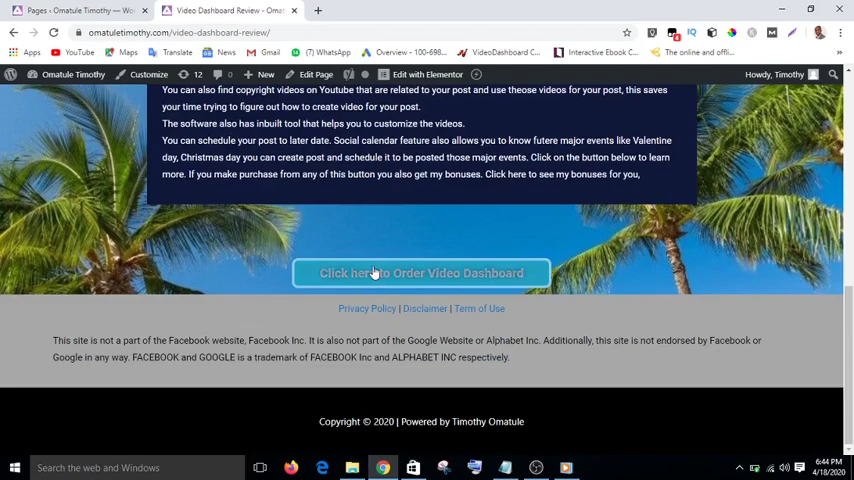 Pages ‹ Omatule Timothy — Wo
Video Dashboard Review - Omat
omatuletimothy.com/video-dashboard-review/
Apps
YouTube
Maps
Translate
News
Gmail
(7) WhatsApp
Overview – 100-698...
VideoDashboard C...
Interactive Ebook C...
The online and offli...
Omatule Timothy
Customize
12
0
New
Edit Page
Edit with Elementor
Howdy, Timothy
You can also find copyright videos on Youtube that are related to your post and use theose videos for your post, this saves
your time trying to figure out how to create video for your post.
The software also has inbuilt tool that helps you to customize the videos.
You can schedule your post to later date. Social calendar feature also allows you to know futere major events like Valentine
day, Christmas day you can create post and schedule it to be posted those major events. Click on the button below to learn
more. If you make purchase from any of this button you also get my bonuses. Click here to see my bonuses for you,
Click here to Order Video Dashboard
Privacy Policy | Disclaimer | Term of Use
This site is not a part of the Facebook website, Facebook Inc. It is also not part of the Google Website or Alphabet Inc. Additionally, this site is not endorsed by Facebook or
Google in any way. FACEBOOK and GOOGLE is a trademark of FACEBOOK Inc and ALPHABET INC respectively.
Copyright © 2020 | Powered by Timothy Omatule
Search the web and Windows
6:44 PM
4/18/2020